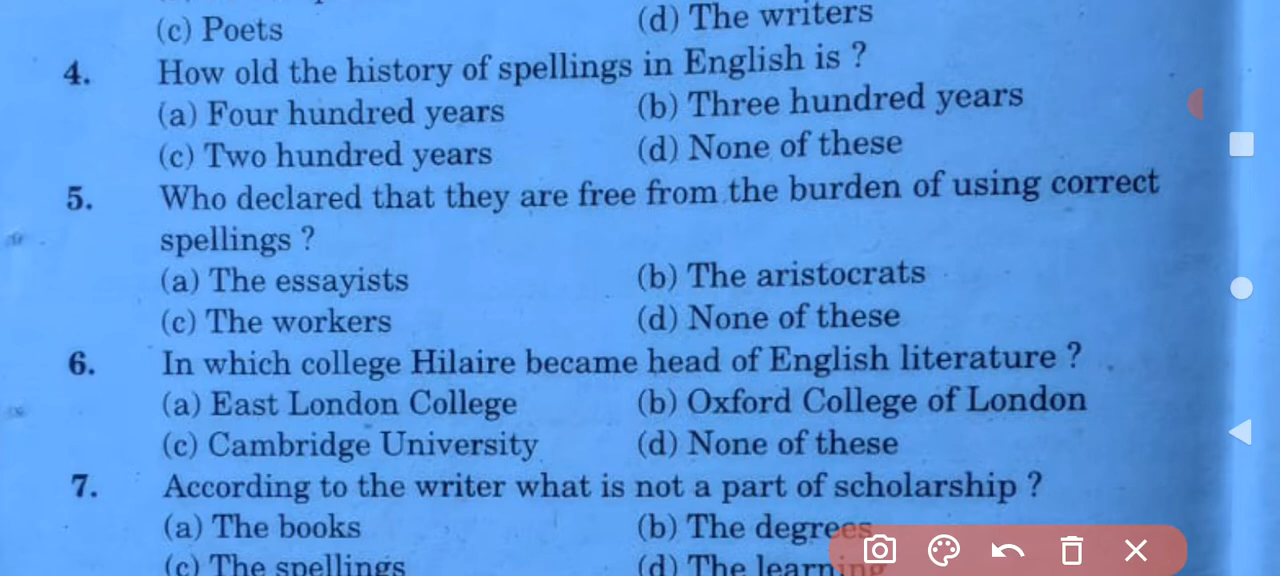 (c) Poets (d) The writers
4. How old the history of spellings in English is ?
(a) Four hundred years (b) Three hundred years
(c) Two hundred years (d) None of these
5. Who declared that they are free from the burden of using correct
spellings ?
(a) The essayists (b) The aristocrats
(c) The workers (d) None of these
6. In which college Hilaire became head of English literature ?
(a) East London College (b) Oxford College of London
(c) Cambridge University (d) None of these
7. According to the writer what is not a part of scholarship ?
(a) The books (b) The degrees
(c) The spellings (d) The learning